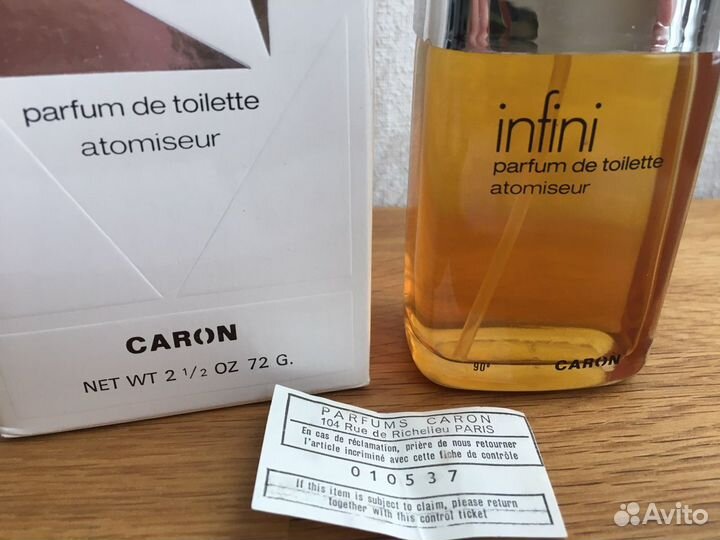 parfum de toilette
atomiseur
CARON
NET WT 2 1/2 OZ 72 G.
infini
parfum de toilette
atomiseur
90°
CARON
PARFUMS CARON
104 Rue de Richelieu PARIS
En cas de réclamation, prière de nous retourner
l'article incriminé avec cette fiche de contrôle
010537
If this item is subject to claim, please return
together with this control ticket
Avito